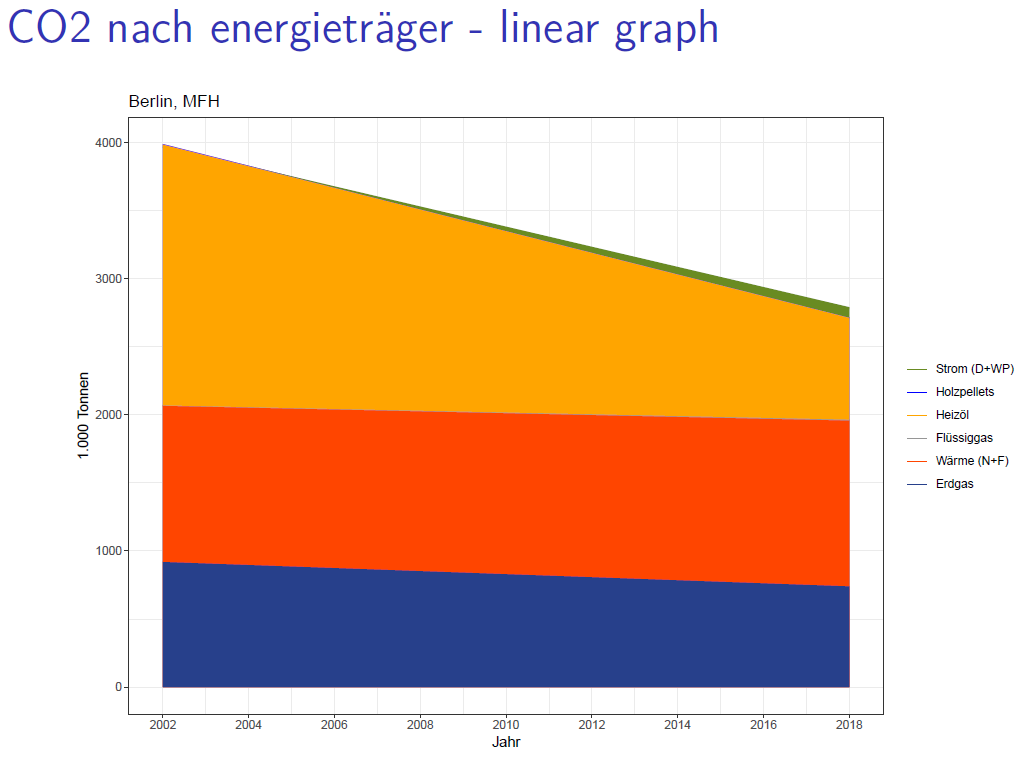 CO2 nach energieträger - linear graph
Berlin, MFH
4000
3000
2000
1000
0
1.000 Tonnen
2002 2004 2006 2008 2010 2012 2014 2016 2018
Jahr
Strom (D+WP)
Holzpellets
Heizöl
Flüssiggas
Wärme (N+F)
Erdgas